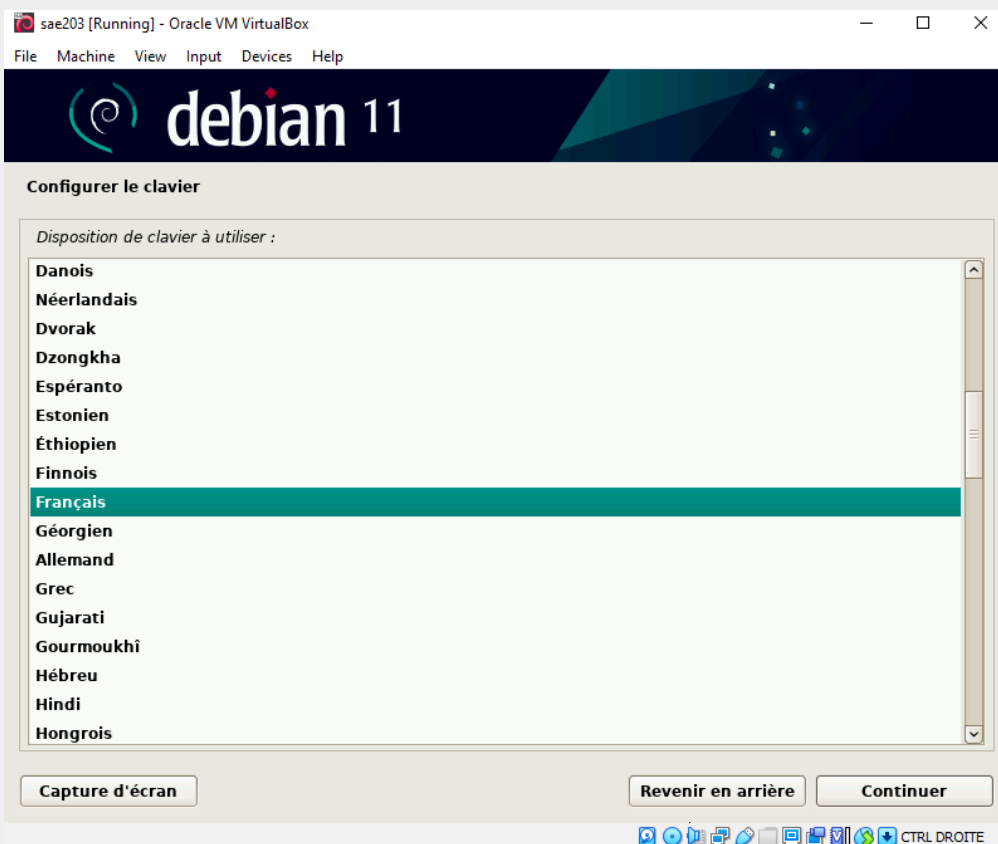 sae203 [Running] - Oracle VM VirtualBox
File Machine View Input Devices Help
debian 11
Configurer le clavier
Disposition de clavier à utiliser :
Danois
Néerlandais
Dvorak
Dzongkha
Espéranto
Estonien
Éthiopien
Finnois
Français
Géorgien
Allemand
Grec
Gujarati
Gourmoukhî
Hébreu
Hindi
Hongrois
Capture d'écran Revenir en arrière Continuer
CTRL DROITE